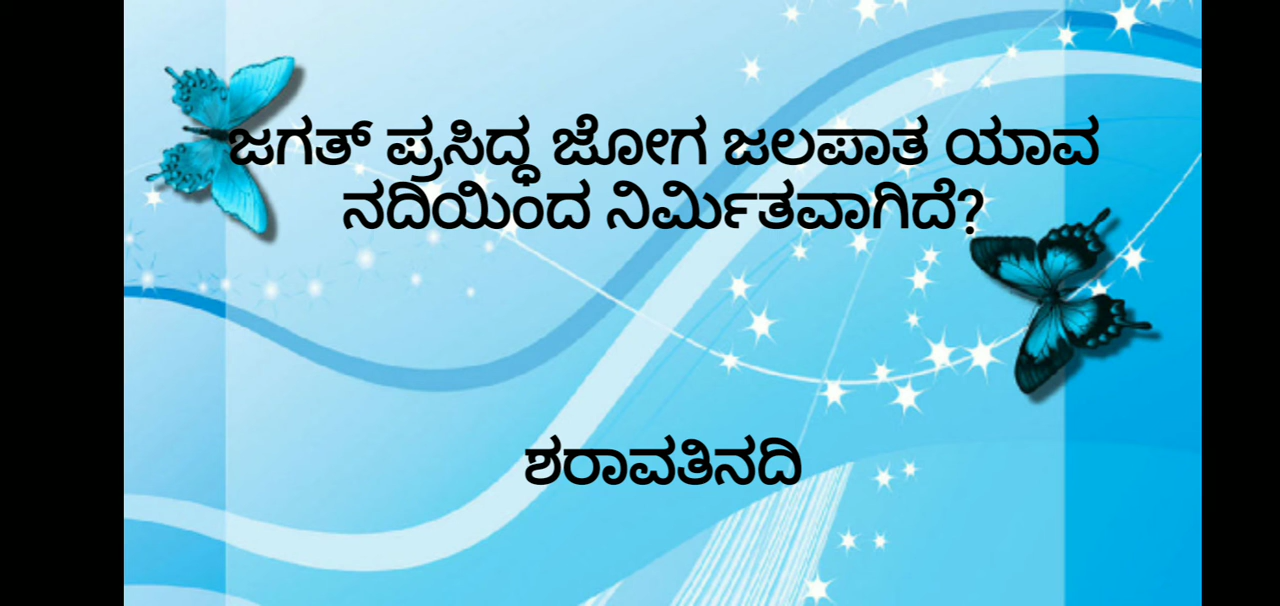 ಜಗತ್ ಪ್ರಸಿದ್ಧ ಜೋಗ ಜಲಪಾತ ಯಾವ
ನದಿಯಿಂದ ನಿರ್ಮಿತವಾಗಿದೆ?
ಶರಾವತಿನದಿ